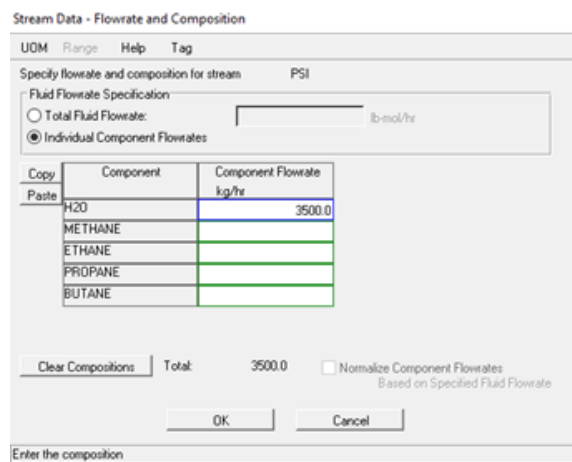 Stream Data - Flowrate and Composition
UOM Range Help Tag
Specify flowrate and composition for stream PSI
Fluid Flowrate Specification
Total Fluid Flowrate: lb-mol/hr
Individual Component Flowrates
Copy Component Component Flowrate
Paste kg/hr
H2O 3500.0
METHANE
ETHANE
PROPANE
BUTANE
Clear Compositions Total: 3500.0 Normalize Component Flowrates
Based on Specified Fluid Flowrate
OK Cancel
Enter the composition